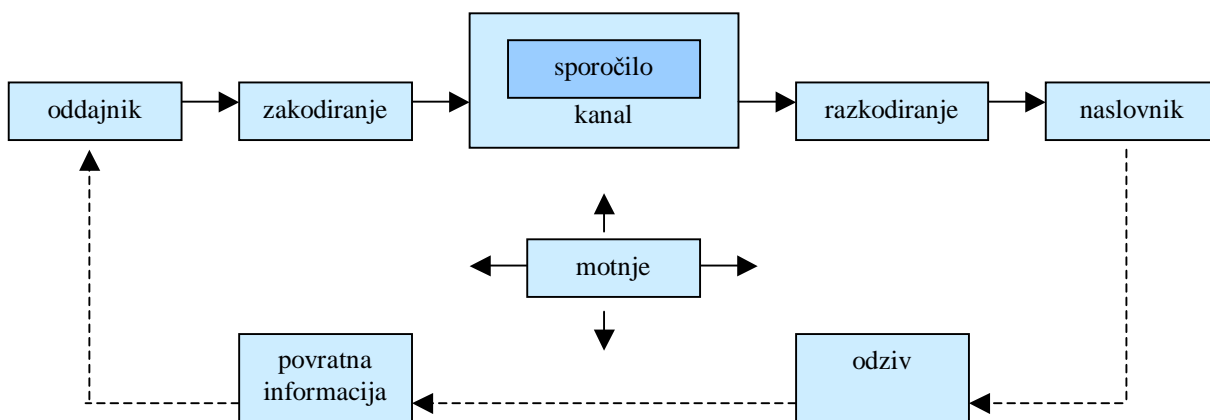 oddajnik
zakodiranje
sporočilo
kanal
razkodiranje
naslovnik
motnje
povratna
informacija
odziv